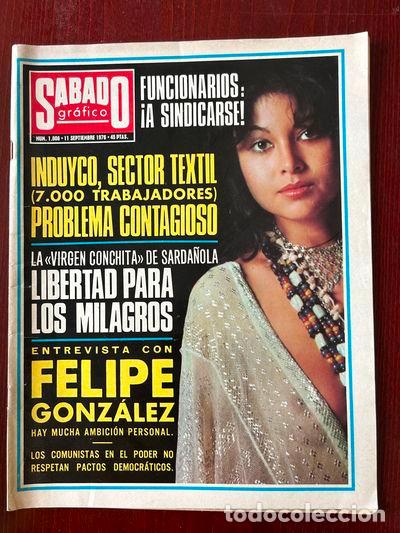 SABADO
gráfico
NUM. 1.006 - 11 SEPTIEMBRE 1976 - 45 PTAS.
FUNCIONARIOS:
¡A SINDICARSE!
INDUYCO, SECTOR TEXTIL
(7.000 TRABAJADORES)
PROBLEMA CONTAGIOSO
LA «VIRGEN CONCHITA» DE SARDAÑOLA
LIBERTAD PARA
LOS MILAGROS
ENTREVISTA CON
FELIPE
GONZÁLEZ
HAY MUCHA AMBICIÓN PERSONAL.
LOS COMUNISTAS EN EL PODER NO
RESPETAN PACTOS DEMOCRÁTICOS.
todocoleccion.net